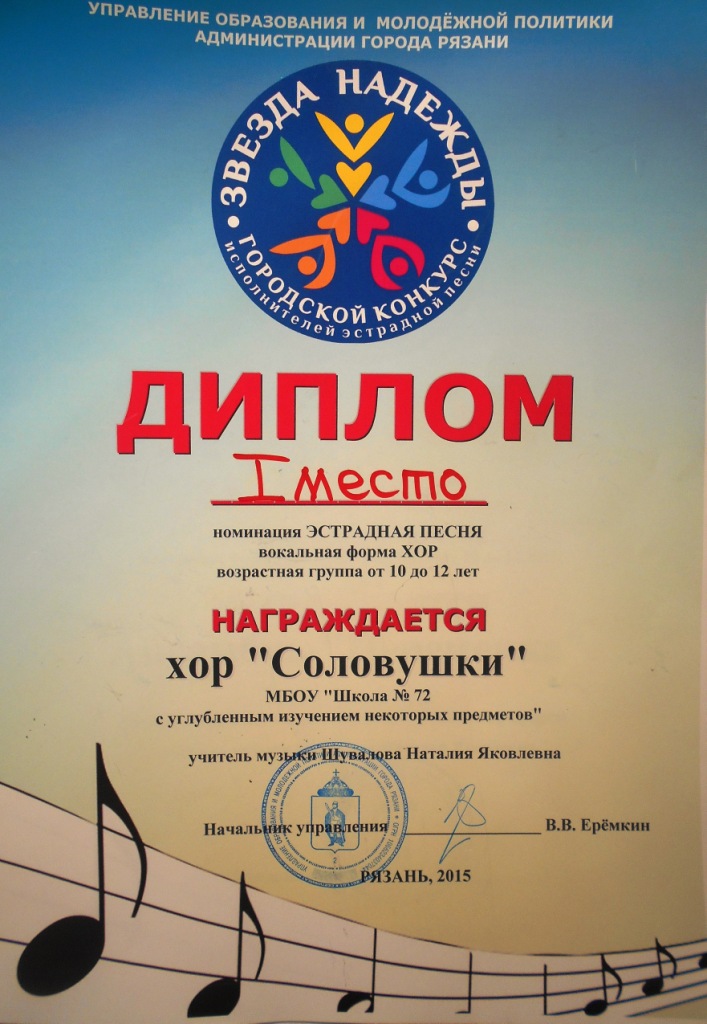 УПРАВЛЕНИЕ ОБРАЗОВАНИЯ И МОЛОДЁЖНОЙ ПОЛИТИКИ
АДМИНИСТРАЦИИ ГОРОДА РЯЗАНИ
ЗВЕЗДА НАДЕЖДЫ
ГОРОДСКОЙ КОНКУРС
исполнителей эстрадной песни
ДИПЛОМ
I место
номинация ЭСТРАДНАЯ ПЕСНЯ
вокальная форма ХОР
возрастная группа от 10 до 12 лет
НАГРАЖДАЕТСЯ
хор "Соловушки"
МБОУ "Школа № 72
с углубленным изучением некоторых предметов"
учитель музыки Шувалова Наталия Яковлевна
Начальник управления В.В. Ерёмкин
РЯЗАНЬ, 2015